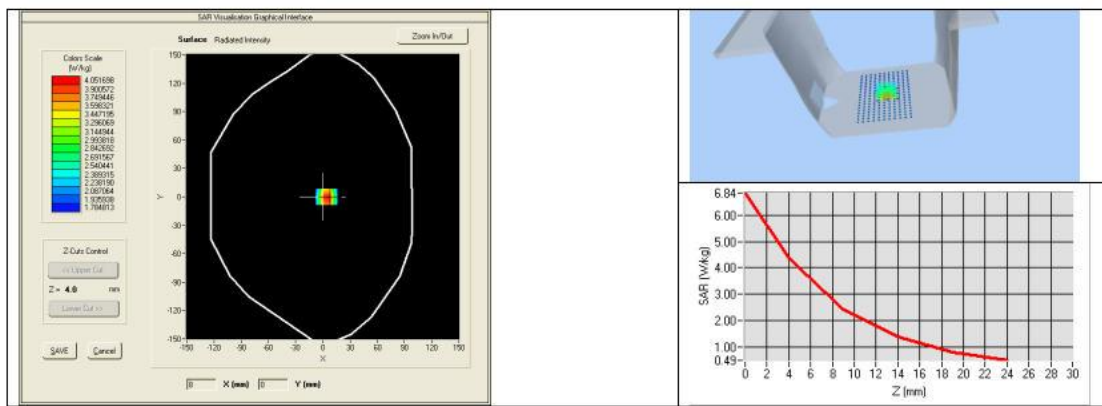 SAR Visualisation Graphical Interface
Surface Radiated Intensity
Zoom In/Out
Colors Scale
(W/kg)
4.051698
3.900572
3.749446
3.598321
3.447195
3.296069
3.144944
2.993818
2.842692
2.691567
2.540441
2.389315
2.238190
2.087064
1.935938
1.784813
Z-Cuts Control
<< Upper Cut
Z = 4.0 mm
Lower Cut >>
SAVE Cancel
150-
120-
90-
60-
30-
0-
-30-
-60-
-90-
-120-
-150-
Y
-150 -120 -90 -60 -30 0 30 60 90 120 150
X
0 X (mm) 0 Y (mm)
6.84
6.00
5.00
4.00
3.00
2.00
1.00
0.49
SAR (W/kg)
0 2 4 6 8 10 12 14 16 18 20 22 24 26 28 30
Z (mm)